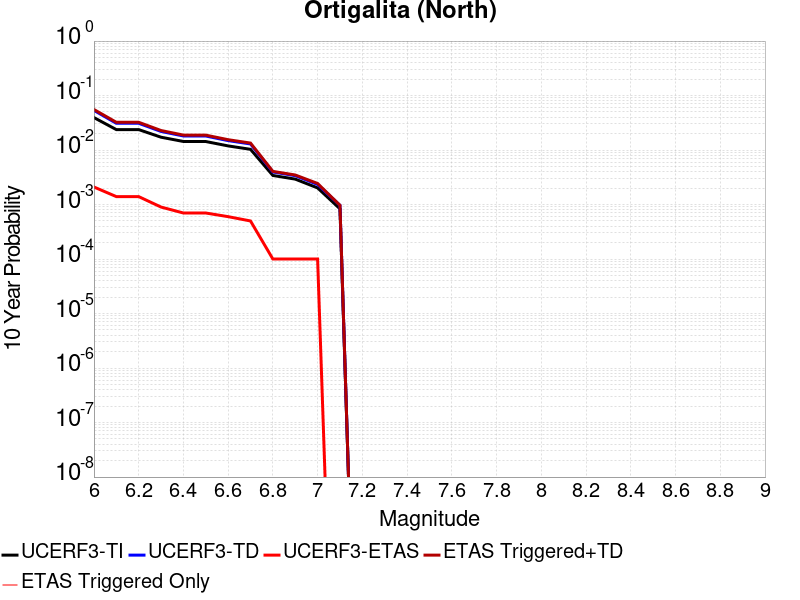 Ortigalita (North)
10^0
10^-1
10^-2
10^-3
10^-4
10^-5
10^-6
10^-7
10^-8
10 Year Probability
6 6.2 6.4 6.6 6.8 7 7.2 7.4 7.6 7.8 8 8.2 8.4 8.6 8.8 9
Magnitude
UCERF3-TI UCERF3-TD UCERF3-ETAS ETAS Triggered+TD
ETAS Triggered Only